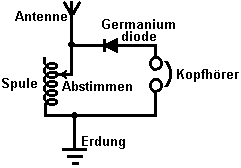 Antenne
Germanium
diode
Kopfhörer
Spule
Abstimmen
Erdung